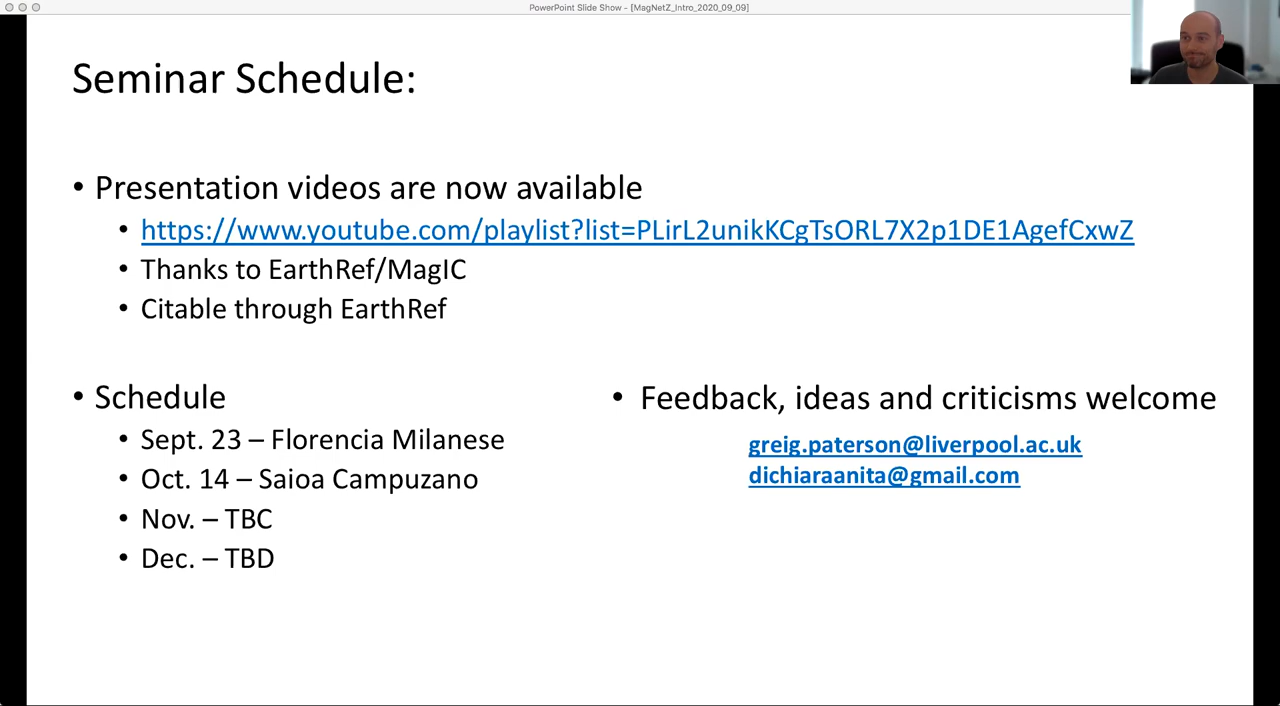 PowerPoint Slide Show - [MagNetZ_Intro_2020_09_09]
Seminar Schedule:
• Presentation videos are now available
• https://www.youtube.com/playlist?list=PLirL2unikKCgTsORL7X2p1DE1AgefCxwZ
• Thanks to EarthRef/MagIC
• Citable through EarthRef
• Schedule
• Sept. 23 – Florencia Milanese
• Oct. 14 – Saioa Campuzano
• Nov. – TBC
• Dec. – TBD
• Feedback, ideas and criticisms welcome
greig.paterson@liverpool.ac.uk
dichiaraanita@gmail.com